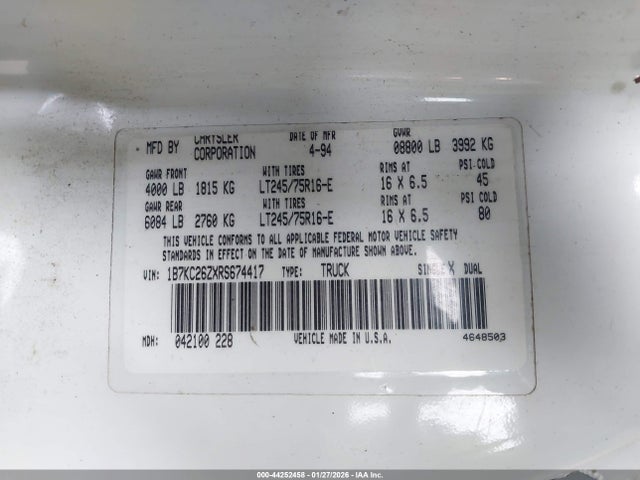 MFD BY CHRYSLER CORPORATION DATE OF MFR 4-94 GVWR 08800 LB 3992 KG
GAWR FRONT WITH TIRES RIMS AT PSI-COLD
4000 LB 1815 KG LT245/75R16-E 16 X 6.5 45
GAWR REAR WITH TIRES RIMS AT PSI COLD
6084 LB 2760 KG LT245/75R16-E 16 X 6.5 80
THIS VEHICLE CONFORMS TO ALL APPLICABLE FEDERAL MOTOR VEHICLE SAFETY
STANDARDS IN EFFECT ON THE DATE OF MANUFACTURE SHOWN ABOVE.
VIN: 1B7KC26ZXRS674417 TYPE: TRUCK SINGLE X DUAL
MDH: 042100 228 VEHICLE MADE IN U.S.A. 4648503
000-44252458 - 01/27/2026 - © IAA Inc.